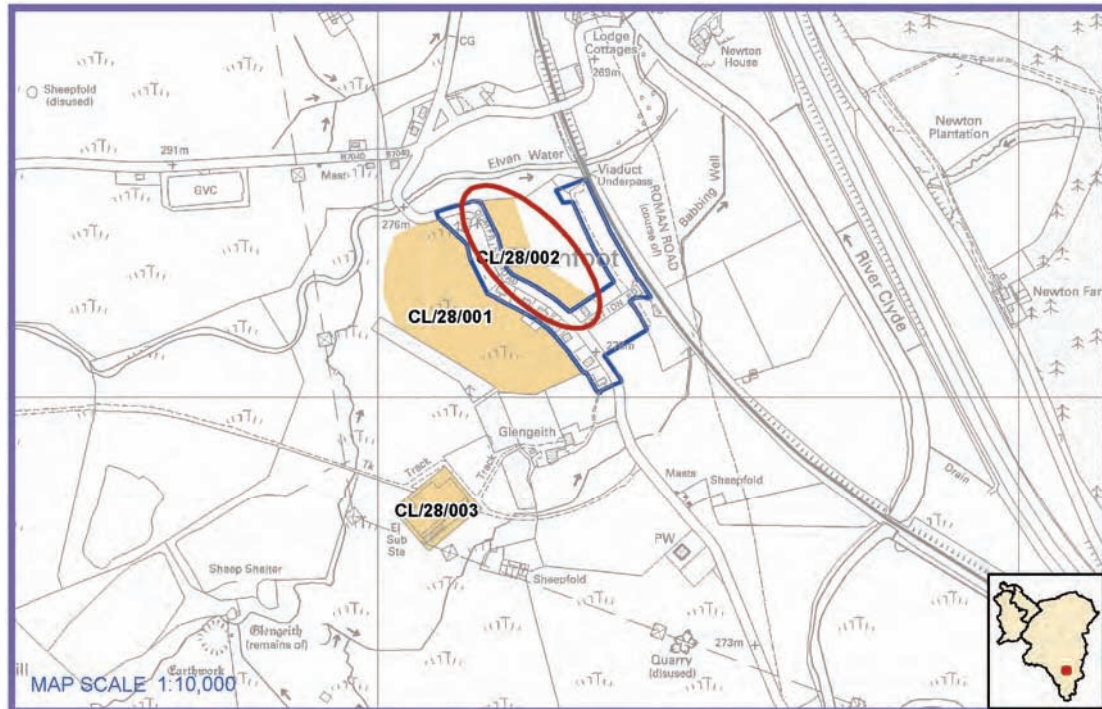 Lodge
Cottages
269m
Newton
House
CG
Sheepfold
(disused)
291m
B7040
B7040
Mast
GVC
Elvan Water
Viaduct
Underpass
Newton
Plantation
ROMAN ROAD
(course of)
Babbing Well
River Clyde
276m
CL/28/002
CL/28/001
Newton
Glengeith
Track
Track
Tk
CL/28/003
El
Sub
Sta
Masts
Sheepfold
Drain
PW
Sheep Shelter
Sheepfold
Glengeith
(remains of)
Earthwork
273m
Quarry
(disused)
MAP SCALE 1:10,000